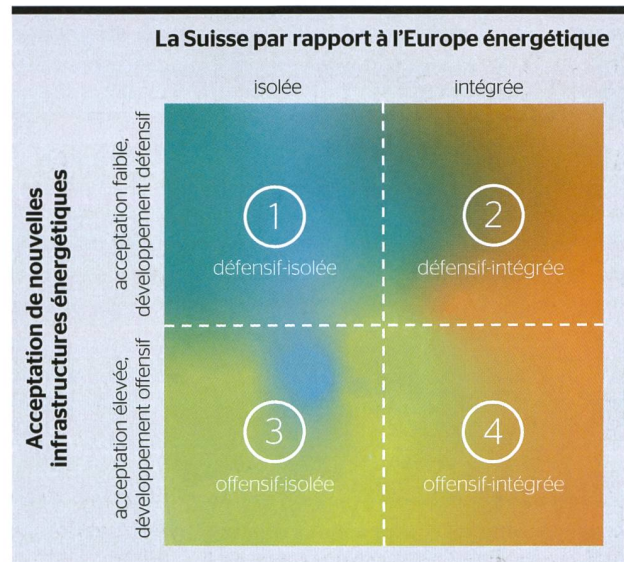 La Suisse par rapport à l'Europe énergétique
isolée
intégrée
Acceptation de nouvelles
infrastructures énergétiques
acceptation faible,
développement défensif
1
défensif-isolée
2
défensif-intégrée
acceptation élevée,
développement offensif
3
offensif-isolée
4
offensif-intégrée